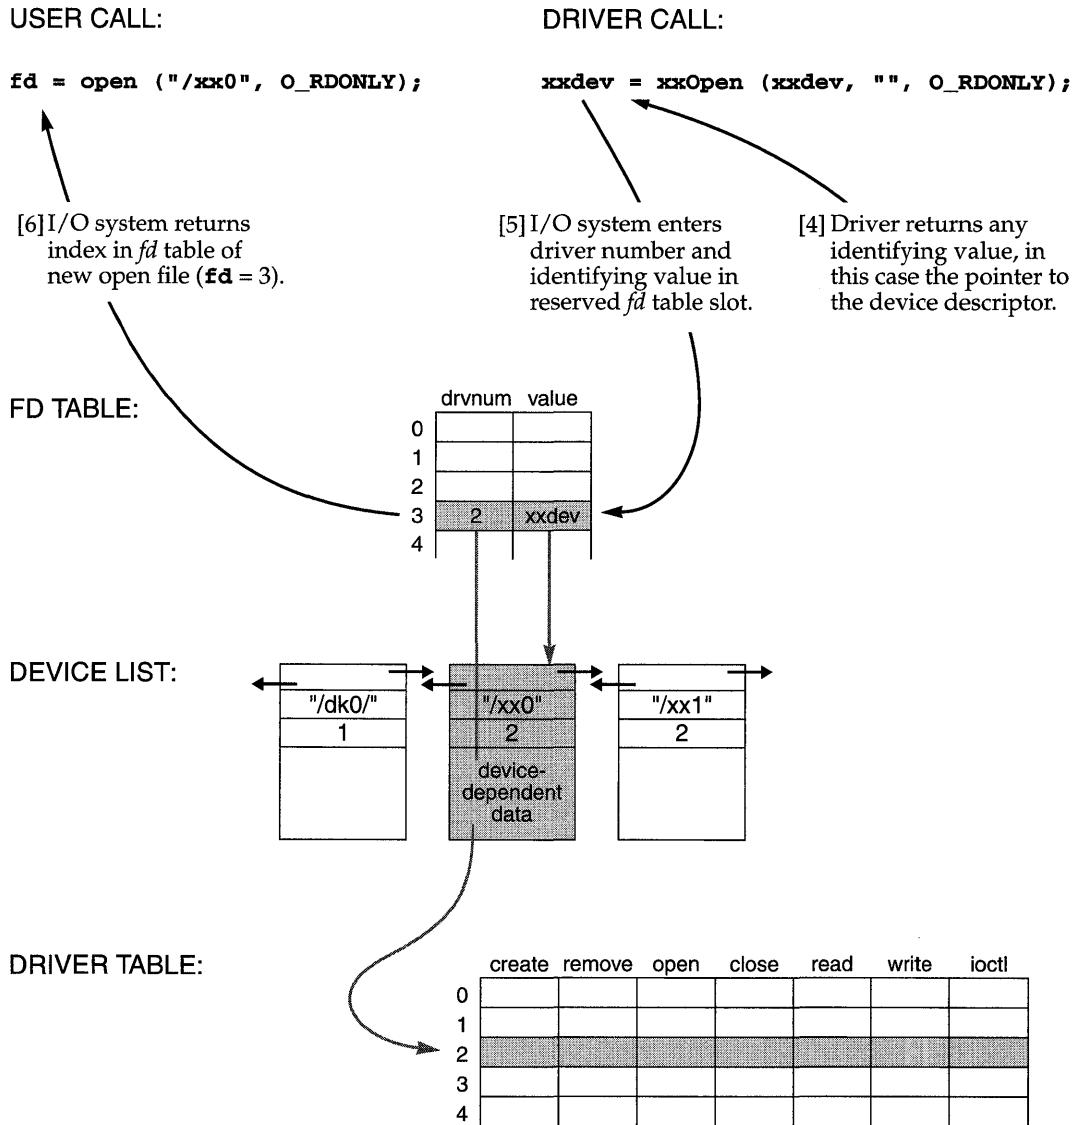 USER CALL:
DRIVER CALL:
fd = open ("/xx0", O_RDONLY);
xxdev = xxOpen (xxdev, "", O_RDONLY);
[6] I/O system returns
index in fd table of
new open file (fd = 3).
[5] I/O system enters
driver number and
identifying value in
reserved fd table slot.
[4] Driver returns any
identifying value, in
this case the pointer to
the device descriptor.
FD TABLE:
drvnum value
0
1
2
3 2 xxdev
4
DEVICE LIST:
"/dk0/"
1
"/xx0"
2
device-
dependent
data
"/xx1"
2
DRIVER TABLE:
create remove open close read write ioctl
0
1
2
3
4